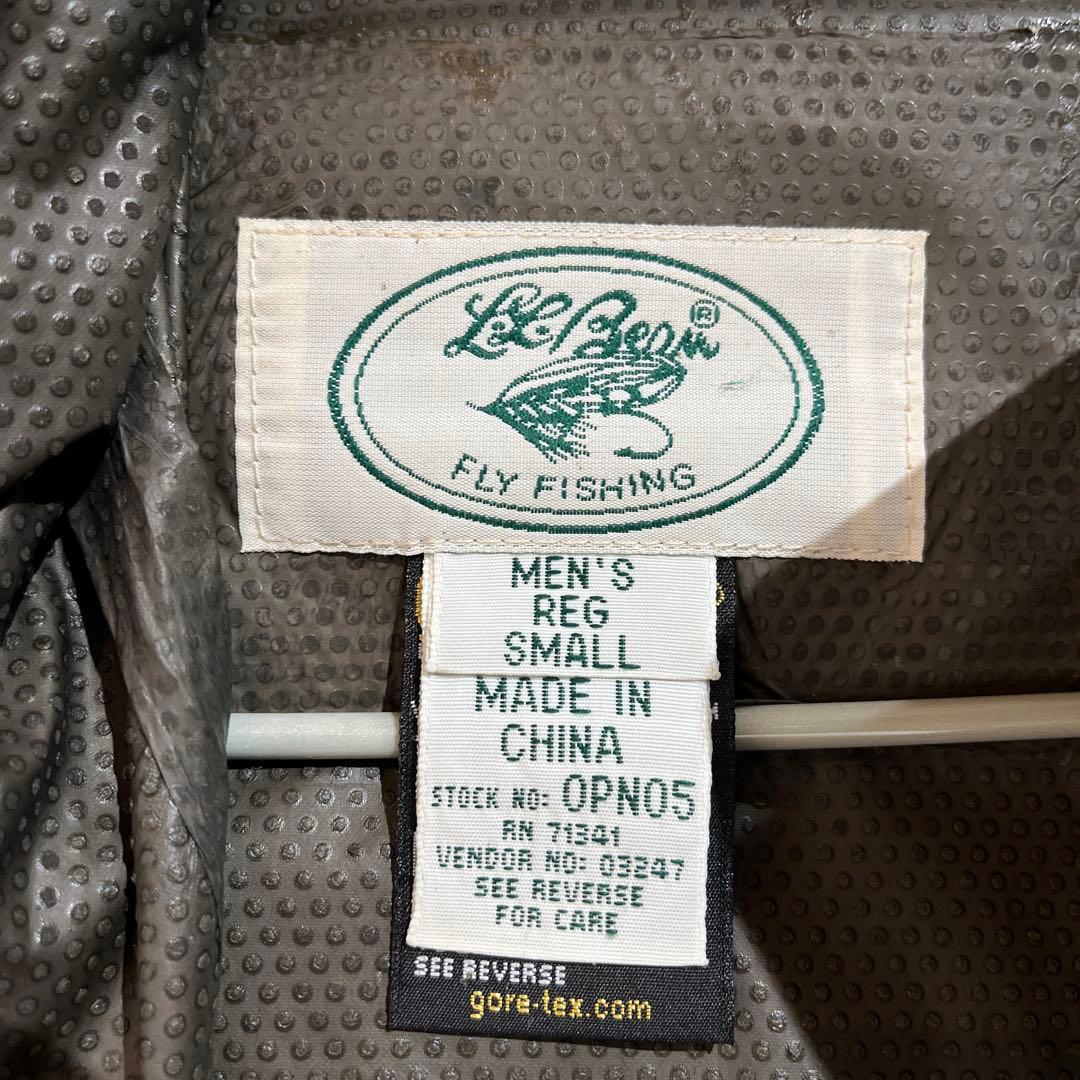 L.L.Bean®
FLY FISHING
MEN'S
REG
SMALL
MADE IN
CHINA
STOCK NO: 0PN05
RN 71341
VENDOR NO: 03247
SEE REVERSE
FOR CARE
SEE REVERSE
gore-tex.com